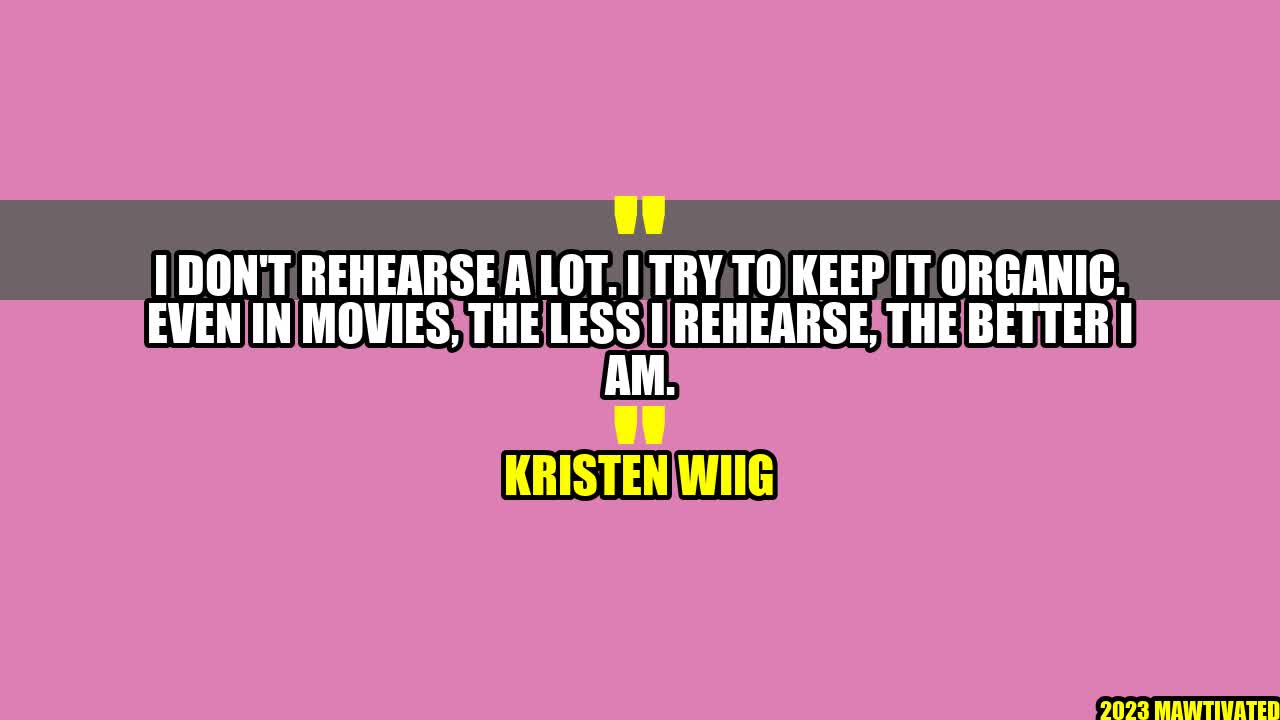 "
I DON'T REHEARSE A LOT. I TRY TO KEEP IT ORGANIC.
EVEN IN MOVIES, THE LESS I REHEARSE, THE BETTER I
AM.
"
KRISTEN WIIG
2023 MAWTIVATED